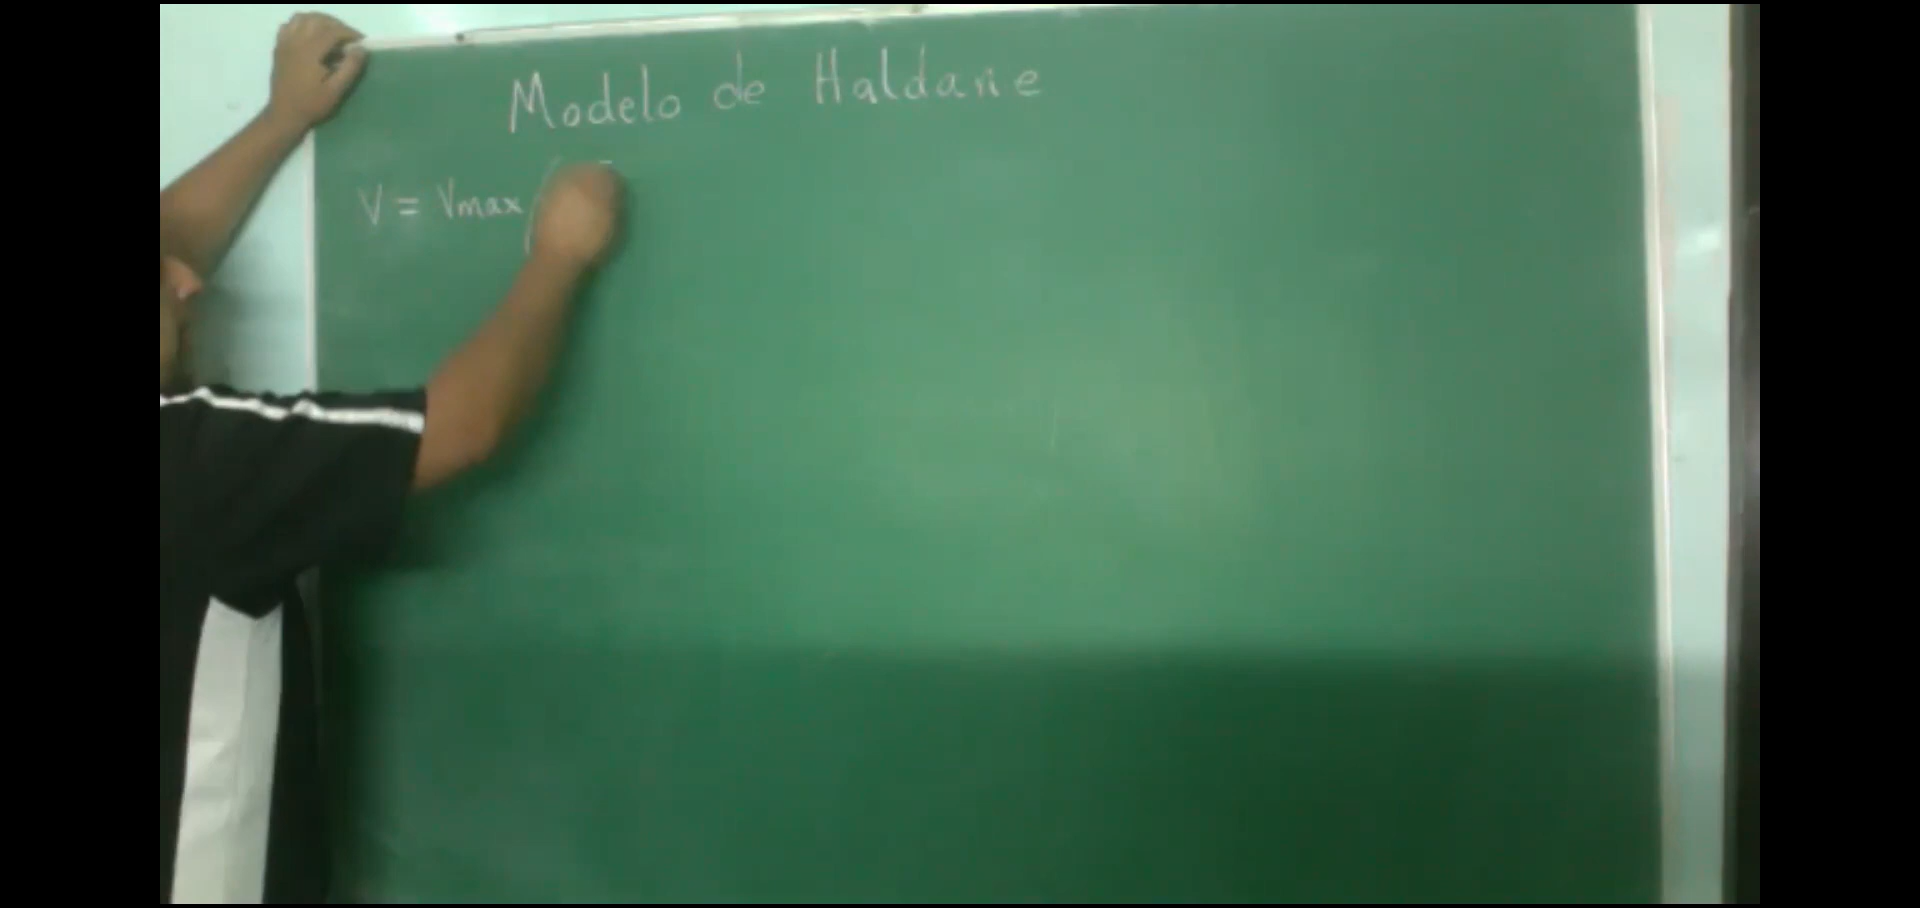 Modelo de Haldane
V = Vmax (